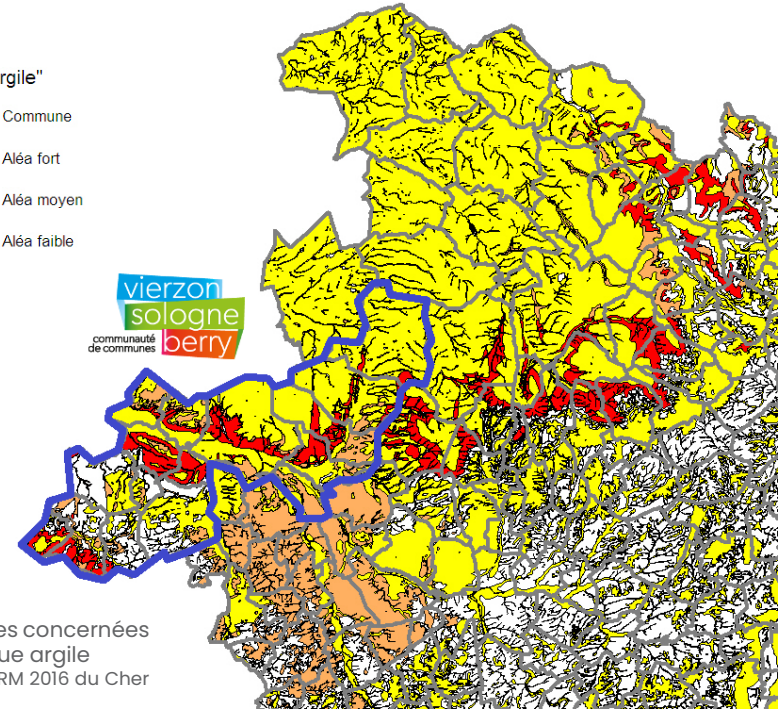 rgile"
Commune
Aléa fort
Aléa moyen
Aléa faible
vierzon
sologne
communauté
de communes
berry
es concernées
ue argile
RM 2016 du Cher